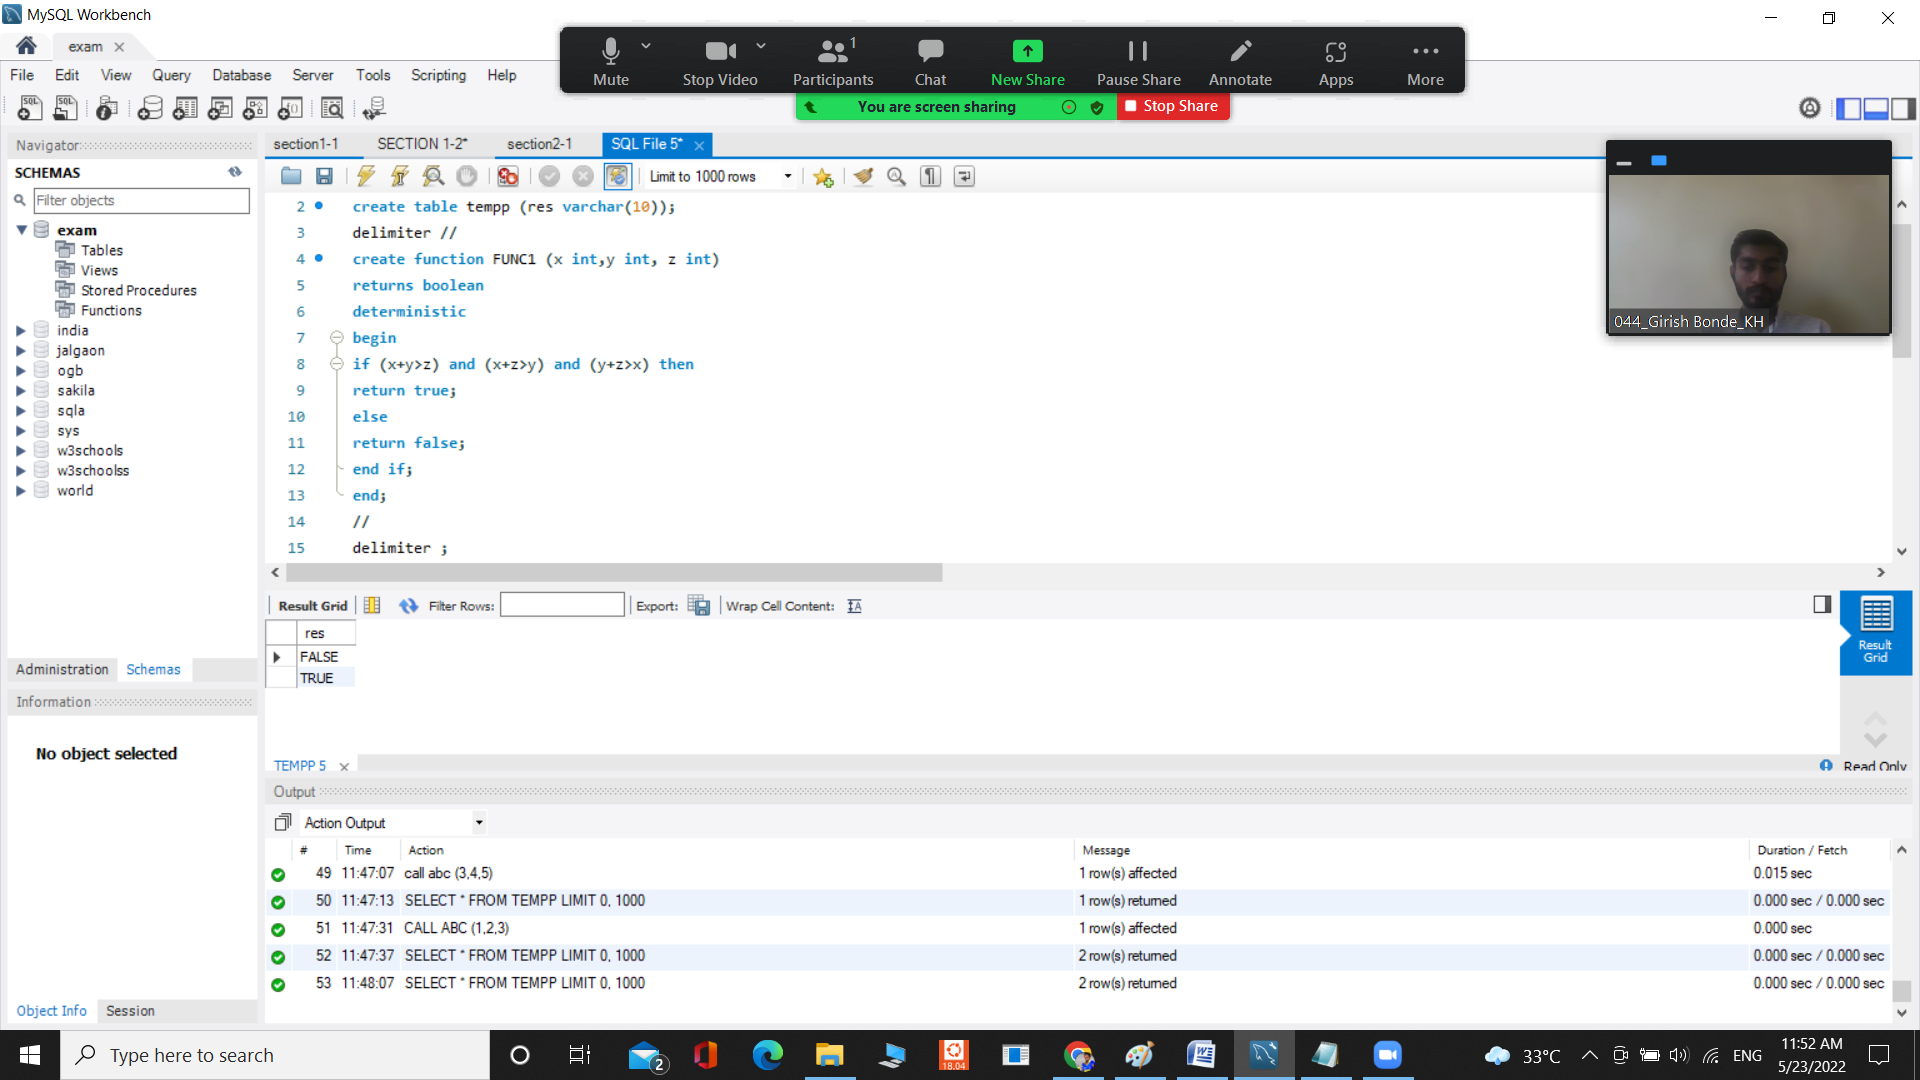 MySQL Workbench
exam
File Edit View Query Database Server Tools Scripting Help
Mute
Stop Video
1
Participants
Chat
New Share
Pause Share
Annotate
Apps
More
You are screen sharing
Stop Share
Navigator
section1-1 SECTION 1-2* section2-1 SQL File 5*
SCHEMAS
Filter objects
Limit to 1000 rows
exam
Tables
Views
Stored Procedures
Functions
india
jalgaon
ogb
sakila
sqla
sys
w3schools
w3schoolss
world
2 create table tempp (res varchar(10));
3 delimiter //
4 create function FUNC1 (x int,y int, z int)
5 returns boolean
6 deterministic
7 begin
8 if (x+y>z) and (x+z>y) and (y+z>x) then
9 return true;
10 else
11 return false;
12 end if;
13 end;
14 //
15 delimiter ;
044_Girish Bonde_KH
Administration Schemas
Information
No object selected
Object Info Session
Result Grid Filter Rows: Export: Wrap Cell Content:
res
FALSE
TRUE
Result
Grid
TEMPP 5
Read Only
Output
Action Output
# Time Action Message Duration / Fetch
49 11:47:07 call abc (3,4,5) 1 row(s) affected 0.015 sec
50 11:47:13 SELECT * FROM TEMPP LIMIT 0, 1000 1 row(s) returned 0.000 sec / 0.000 sec
51 11:47:31 CALL ABC (1,2,3) 1 row(s) affected 0.000 sec
52 11:47:37 SELECT * FROM TEMPP LIMIT 0, 1000 2 row(s) returned 0.000 sec / 0.000 sec
53 11:48:07 SELECT * FROM TEMPP LIMIT 0, 1000 2 row(s) returned 0.000 sec / 0.000 sec
Type here to search
2
18.04
33°C
ENG
11:52 AM
5/23/2022